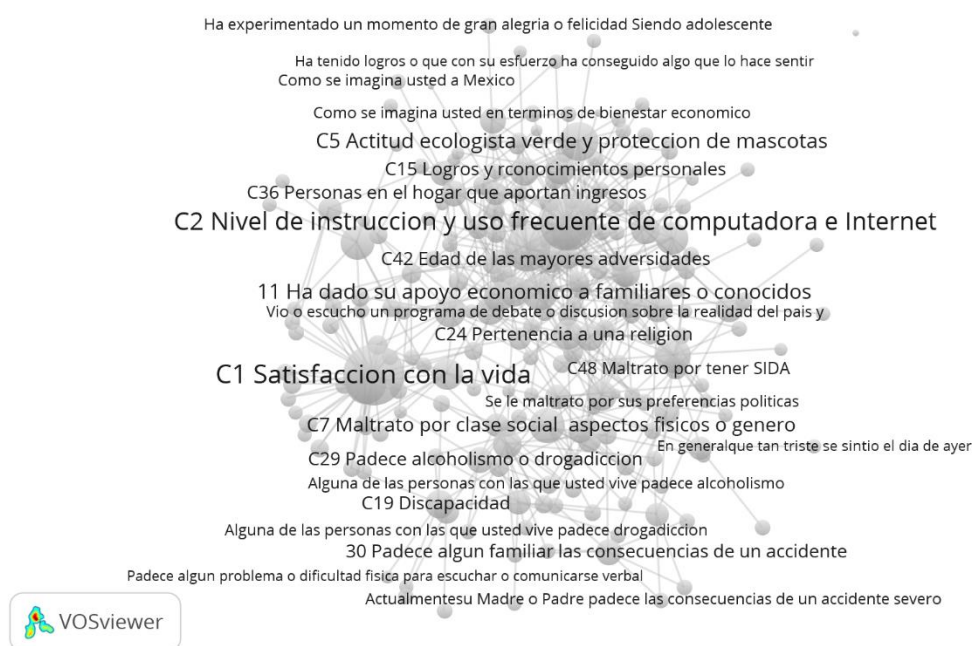 Ha experimentado un momento de gran alegria o felicidad Siendo adolescente
Ha tenido logros o que con su esfuerzo ha conseguido algo que lo hace sentir
Como se imagina usted a Mexico
Como se imagina usted en terminos de bienestar economico
C5 Actitud ecologista verde y proteccion de mascotas
C15 Logros y rconocimientos personales
C36 Personas en el hogar que aportan ingresos
C2 Nivel de instruccion y uso frecuente de computadora e Internet
C42 Edad de las mayores adversidades
11 Ha dado su apoyo economico a familiares o conocidos
Vio o escucho un programa de debate o discusion sobre la realidad del pais y
C24 Pertenencia a una religion
C48 Maltrato por tener SIDA
C1 Satisfaccion con la vida
Se le maltrato por sus preferencias politicas
C7 Maltrato por clase social aspectos fisicos o genero
En generalque tan triste se sintio el dia de ayer
C29 Padece alcoholismo o drogadiccion
Alguna de las personas con las que usted vive padece alcoholismo
C19 Discapacidad
Alguna de las personas con las que usted vive padece drogadiccion
30 Padece algun familiar las consecuencias de un accidente
Padece algun problema o dificultad fisica para escuchar o comunicarse verbal
Actualmentesu Madre o Padre padece las consecuencias de un accidente severo
VOSviewer